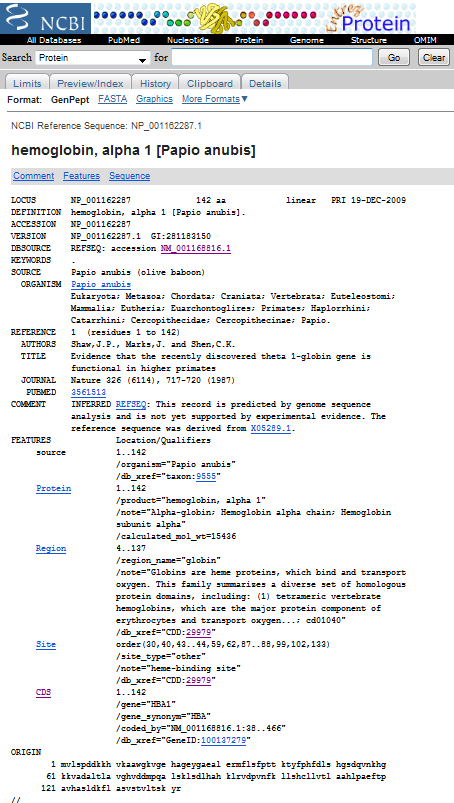 NCBI
Entrez
Protein
All Databases PubMed Nucleotide Protein Genome Structure OMIM
Search Protein for Go Clear
Limits Preview/Index History Clipboard Details
Format: GenPept FASTA Graphics More Formats▼
NCBI Reference Sequence: NP_001162287.1
hemoglobin, alpha 1 [Papio anubis]
Comment Features Sequence
LOCUS NP_001162287 142 aa linear PRI 19-DEC-2009
DEFINITION hemoglobin, alpha 1 [Papio anubis].
ACCESSION NP_001162287
VERSION NP_001162287.1 GI:281183150
DBSOURCE REFSEQ: accession NM_001168816.1
KEYWORDS .
SOURCE Papio anubis (olive baboon)
ORGANISM Papio anubis
Eukaryota; Metazoa; Chordata; Craniata; Vertebrata; Euteleostomi;
Mammalia; Eutheria; Euarchontoglires; Primates; Haplorrhini;
Catarrhini; Cercopithecidae; Cercopithecinae; Papio.
REFERENCE 1 (residues 1 to 142)
AUTHORS Shaw,J.P., Marks,J. and Shen,C.K.
TITLE Evidence that the recently discovered theta 1-globin gene is
functional in higher primates
JOURNAL Nature 326 (6114), 717-720 (1987)
PUBMED 3561513
COMMENT INFERRED REFSEQ: This record is predicted by genome sequence
analysis and is not yet supported by experimental evidence. The
reference sequence was derived from X05289.1.
FEATURES Location/Qualifiers
source 1..142
/organism="Papio anubis"
/db_xref="taxon:9555"
Protein 1..142
/product="hemoglobin, alpha 1"
/note="Alpha-globin; Hemoglobin alpha chain; Hemoglobin
subunit alpha"
/calculated_mol_wt=15436
Region 4..137
/region_name="globin"
/note="Globins are heme proteins, which bind and transport
oxygen. This family summarizes a diverse set of homologous
protein domains, including: (1) tetrameric vertebrate
hemoglobins, which are the major protein component of
erythrocytes and transport oxygen...; cd01040"
/db_xref="CDD:29979"
Site order(30,40,43..44,59,62,87..88,99,102,133)
/site_type="other"
/note="heme-binding site"
/db_xref="CDD:29979"
CDS 1..142
/gene="HBA1"
/gene_synonym="HBA"
/coded_by="NM_001168816.1:38..466"
/db_xref="GeneID:100137279"
ORIGIN
1 mvlspddkkh vkaawgkvge hageygaeal ermflsfptt ktyfphfdls hgsdqvnkhg
61 kkvadaltla vghvddmpqa lsklsdlhah klrvdpvnfk llshcllvtl aahlpaeftp
121 avhasldkfl asvstvltsk yr
//